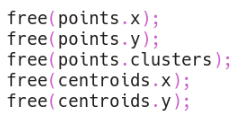 free(points.x);
free(points.y);
free(points.clusters);
free(centroids.x);
free(centroids.y);